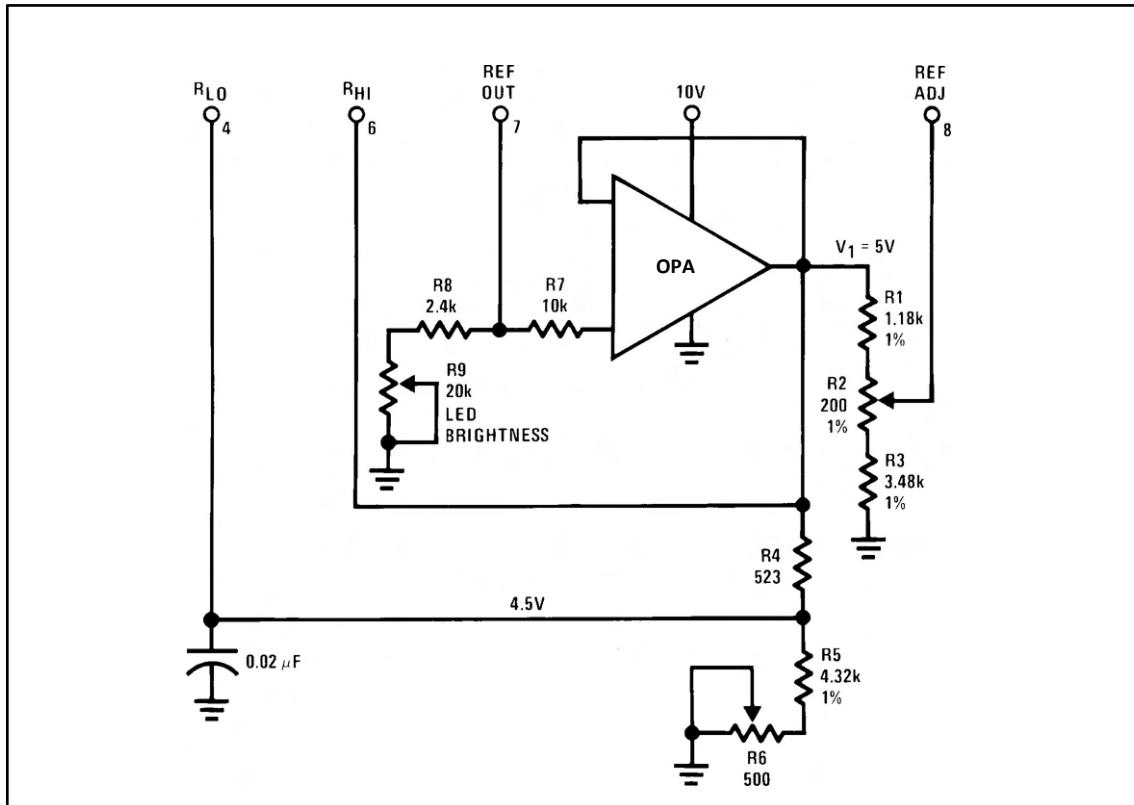 RLO
4
RHI
6
REF
OUT
7
10V
REF
ADJ
8
OPA
V1 = 5V
R8
2.4k
R7
10k
R1
1.18k
1%
R9
20k
LED
BRIGHTNESS
R2
200
1%
R3
3.48k
1%
R4
523
4.5V
0.02 μF
R5
4.32k
1%
R6
500